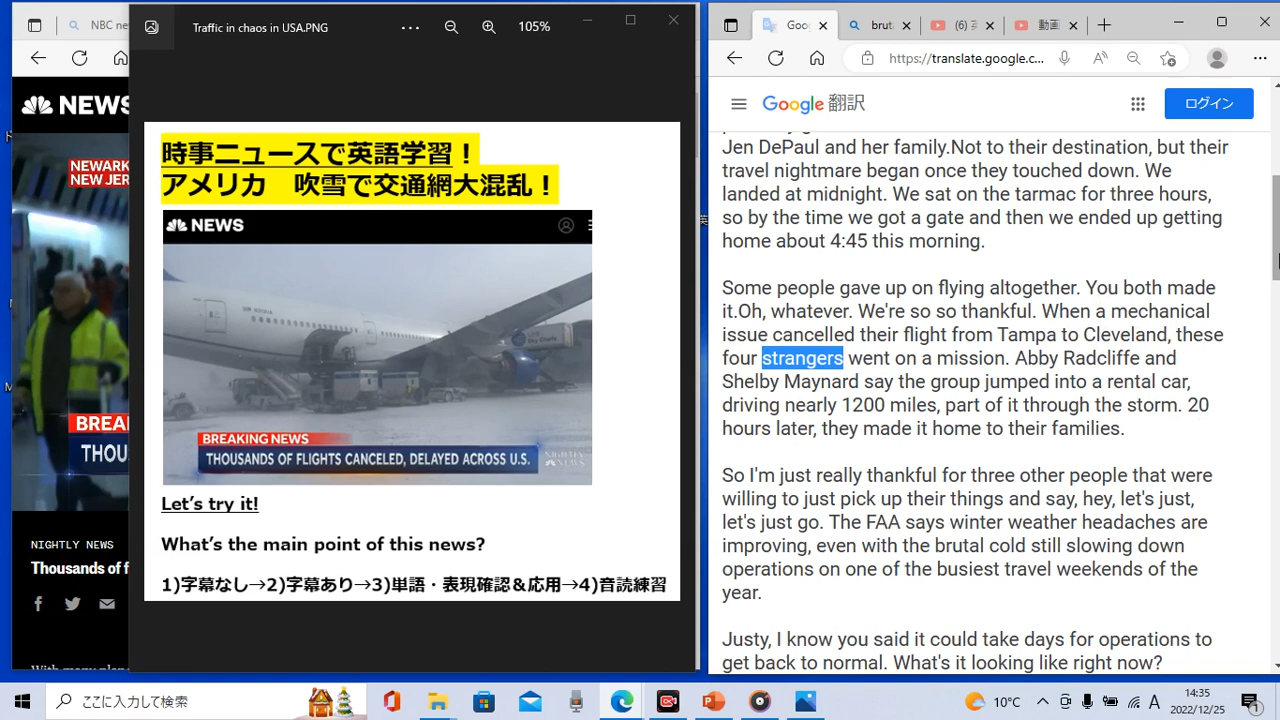 NBC ne
Traffic in chaos in USA.PNG
105%
NEWS
NEWARK
NEW JER
BREA
THOU
NIGHTLY NEWS
Thousands of f
時事ニュースで英語学習！
アメリカ　吹雪で交通網大混乱！
NEWS
BREAKING NEWS
THOUSANDS OF FLIGHTS CANCELED, DELAYED ACROSS U.S.
NIGHTLY NEWS
Let's try it!
What's the main point of this news?
1)字幕なし→2)字幕あり→3)単語・表現確認＆応用→4)音読練習
Goog
brut
(6) 英
動画
https://translate.google.c...
Google 翻訳
ログイン
Jen DePaul and her family.Not to their destination, but their
travel nightmare began once they touched down. We
landed at midnight. We sat on the tarmac for three hours,
so by the time we got a gate and then we ended up getting
home about 4:45 this morning.
Some people gave up on flying altogether. You both made
it.Oh, whatever. We're so so thankful. When a mechanical
issue cancelled their flight from Tampa to Cleveland, these
four strangers went on a mission. Abby Radcliffe and
Shelby Maynard say the group jumped into a rental car,
driving nearly 1200 miles, part of it through the storm. 20
hours later, they made it home to their families.
So I'm just really thankful for three other people that were
willing to just pick up their things and say, hey, let's just,
let's just go. The FAA says winter weather headaches are
improving, even with the brutal cold still slowing down
operations on one of the busiest travel weekends of the
year.
Justy, I know you said it could take days for operations to
get back to normal. What's it looking like right now?
ここに入力して検索
10°C
A
14:35
2022/12/25